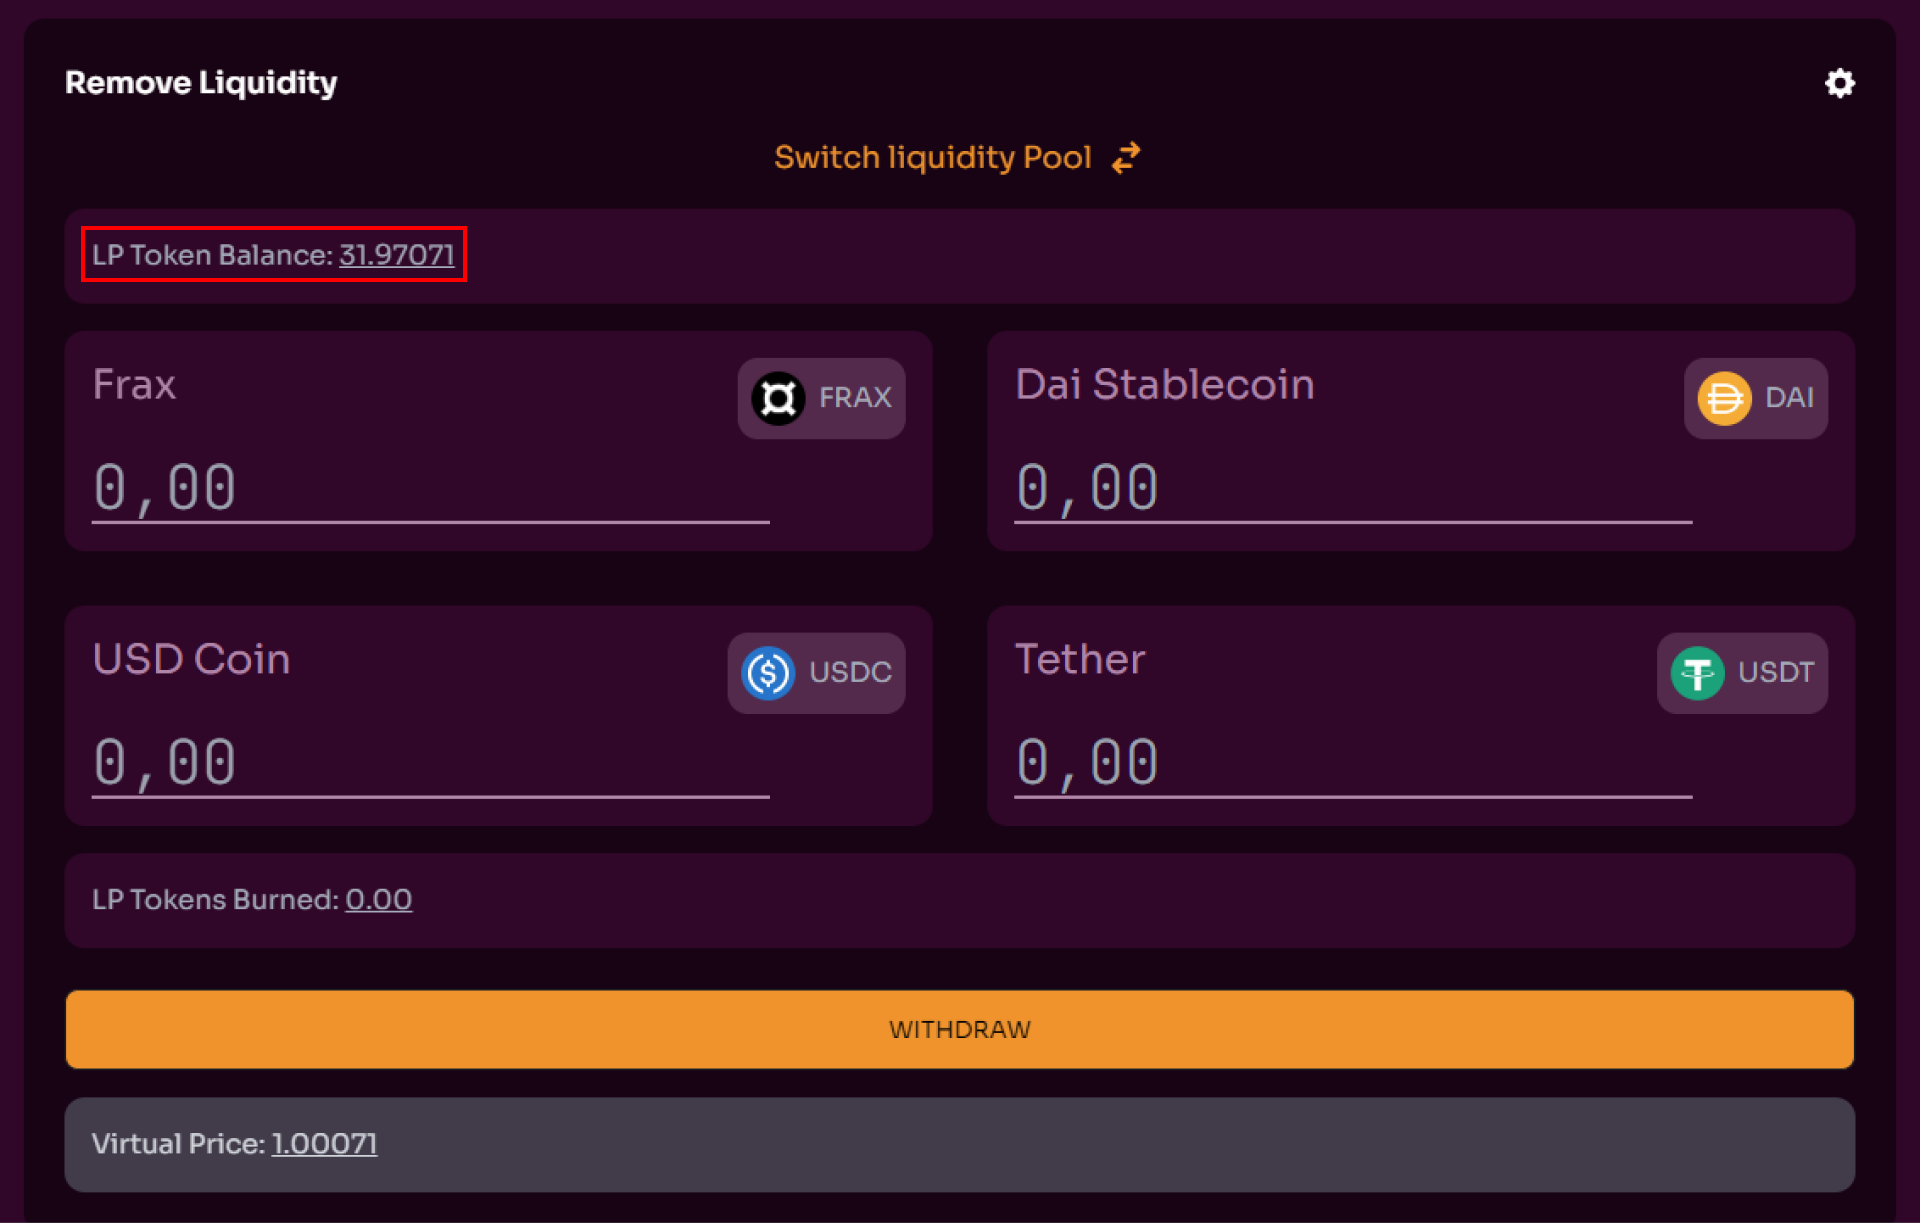 Remove Liquidity
Switch liquidity Pool
LP Token Balance: 31.97071
Frax
FRAX
0,00
Dai Stablecoin
DAI
0,00
USD Coin
USDC
0,00
Tether
USDT
0,00
LP Tokens Burned: 0.00
WITHDRAW
Virtual Price: 1.00071